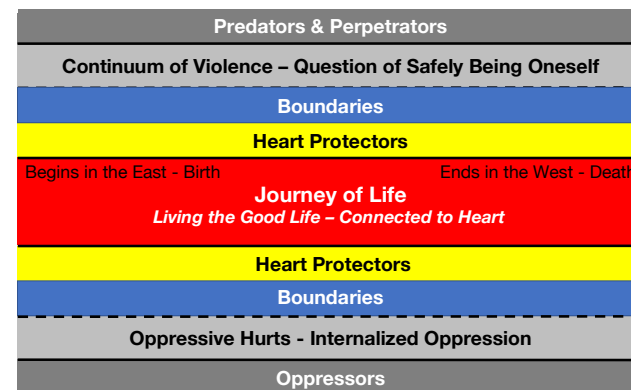 Predators & Perpetrators
Continuum of Violence – Question of Safely Being Oneself
Boundaries
Heart Protectors
Begins in the East - Birth
Ends in the West - Death
Journey of Life
Living the Good Life – Connected to Heart
Heart Protectors
Boundaries
Oppressive Hurts - Internalized Oppression
Oppressors